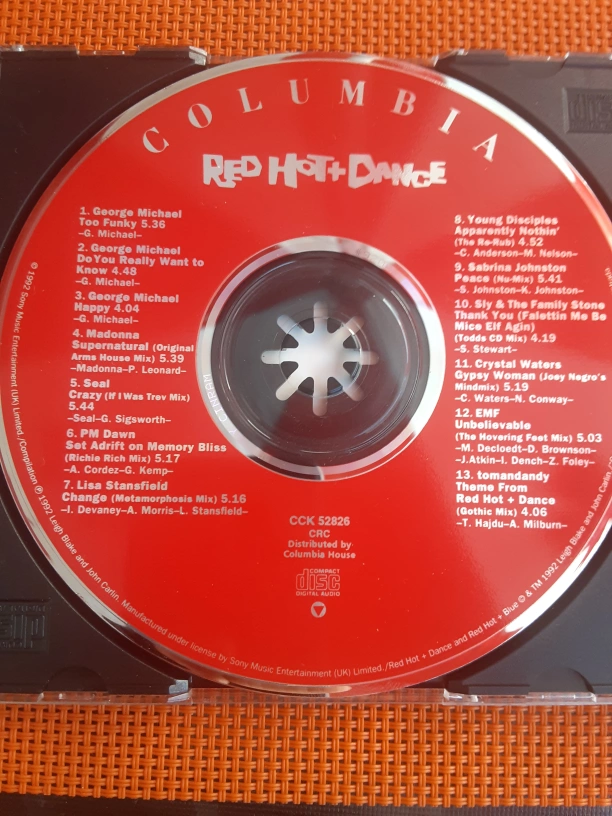 COLUMBIA
RED HOT + DANCE
1. George Michael
Too Funky 5.36
–G. Michael–
2. George Michael
Do You Really Want to
Know 4.48
–G. Michael–
3. George Michael
Happy 4.04
–G. Michael–
4. Madonna
Supernatural (Original
Arms House Mix) 5.39
–Madonna–P. Leonard–
5. Seal
Crazy (If I Was Trev Mix)
5.44
–Seal–G. Sigsworth–
6. PM Dawn
Set Adrift on Memory Bliss
(Richie Rich Mix) 5.17
–A. Cordez–G. Kemp–
7. Lisa Stansfield
Change (Metamorphosis Mix) 5.16
–I. Devaney–A. Morris–L. Stansfield–
8. Young Disciples
Apparently Nothin'
(The Re-Rub) 4.52
–C. Anderson–M. Nelson–
9. Sabrina Johnston
Peace (Nu-Mix) 5.41
–S. Johnston–K. Johnston–
10. Sly & The Family Stone
Thank You (Falettin Me Be
Mice Elf Agin)
(Todds CD Mix) 4.19
–S. Stewart–
11. Crystal Waters
Gypsy Woman (Joey Negro's
Mindmix) 5.19
–C. Waters–N. Conway–
12. EMF
Unbelievable
(The Hovering Feet Mix) 5.03
–M. Decloedt–D. Brownson–
–J.Atkin–I. Dench–Z. Foley–
13. tomandandy
Theme From
Red Hot + Dance
(Gothic Mix) 4.06
–T. Hajdu–A. Milburn–
CCK 52826
CRC
Distributed by
Columbia House
COMPACT
disc
DIGITAL AUDIO
℗ 1992 Sony Music Entertainment (UK) Limited./Compilation ℗ 1992 Leigh Blake and John Carlin. Manufactured under license by Sony Music Entertainment (UK) Limited./Red Hot + Dance and Red Hot + Blue © & TM 1992 Leigh Blake and John Carlin